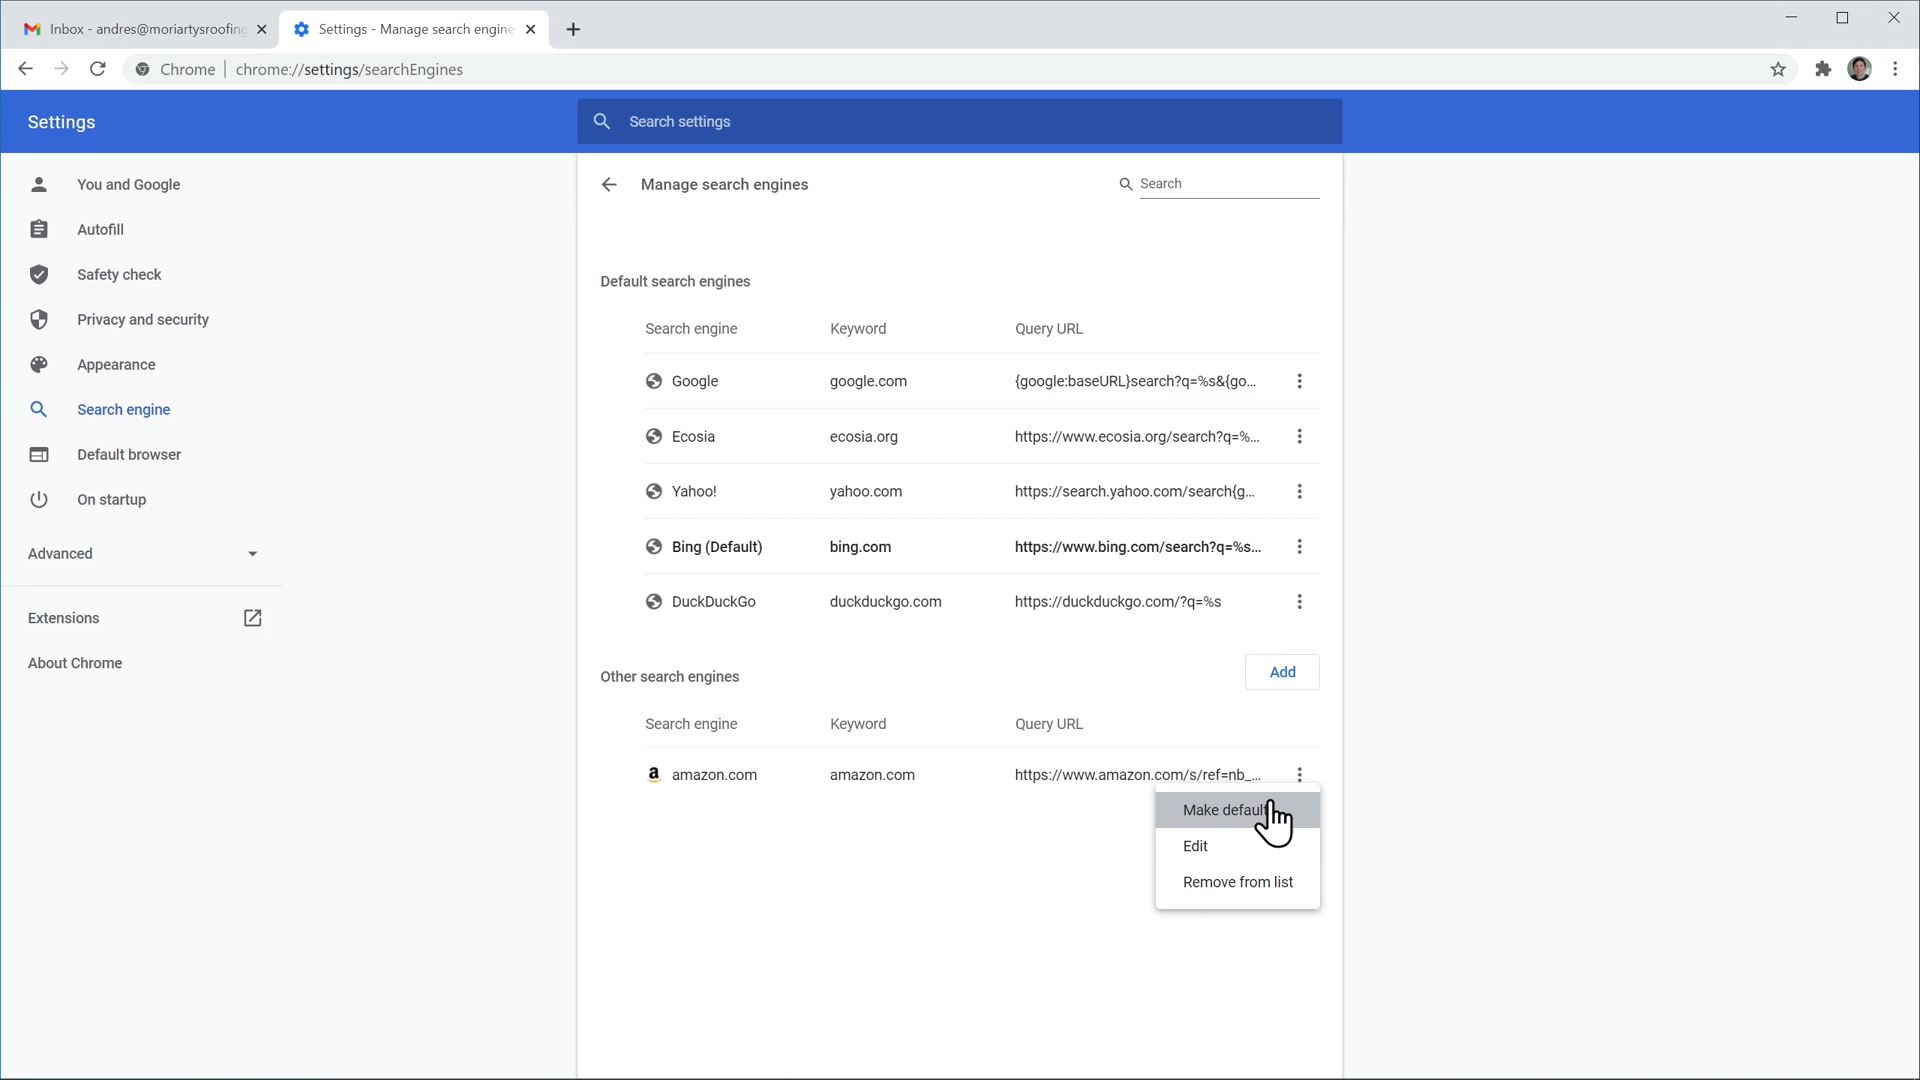 Inbox - andres@moriartysroofing
Settings - Manage search engine
Chrome | chrome://settings/searchEngines
Settings
Search settings
You and Google
Autofill
Safety check
Privacy and security
Appearance
Search engine
Default browser
On startup
Advanced
Extensions
About Chrome
Manage search engines
Search
Default search engines
Search engine Keyword Query URL
Google google.com {google:baseURL}search?q=%s&{go...
Ecosia ecosia.org https://www.ecosia.org/search?q=%...
Yahoo! yahoo.com https://search.yahoo.com/search{g...
Bing (Default) bing.com https://www.bing.com/search?q=%s...
DuckDuckGo duckduckgo.com https://duckduckgo.com/?q=%s
Other search engines
Add
Search engine Keyword Query URL
a amazon.com amazon.com https://www.amazon.com/s/ref=nb_...
Make default
Edit
Remove from list